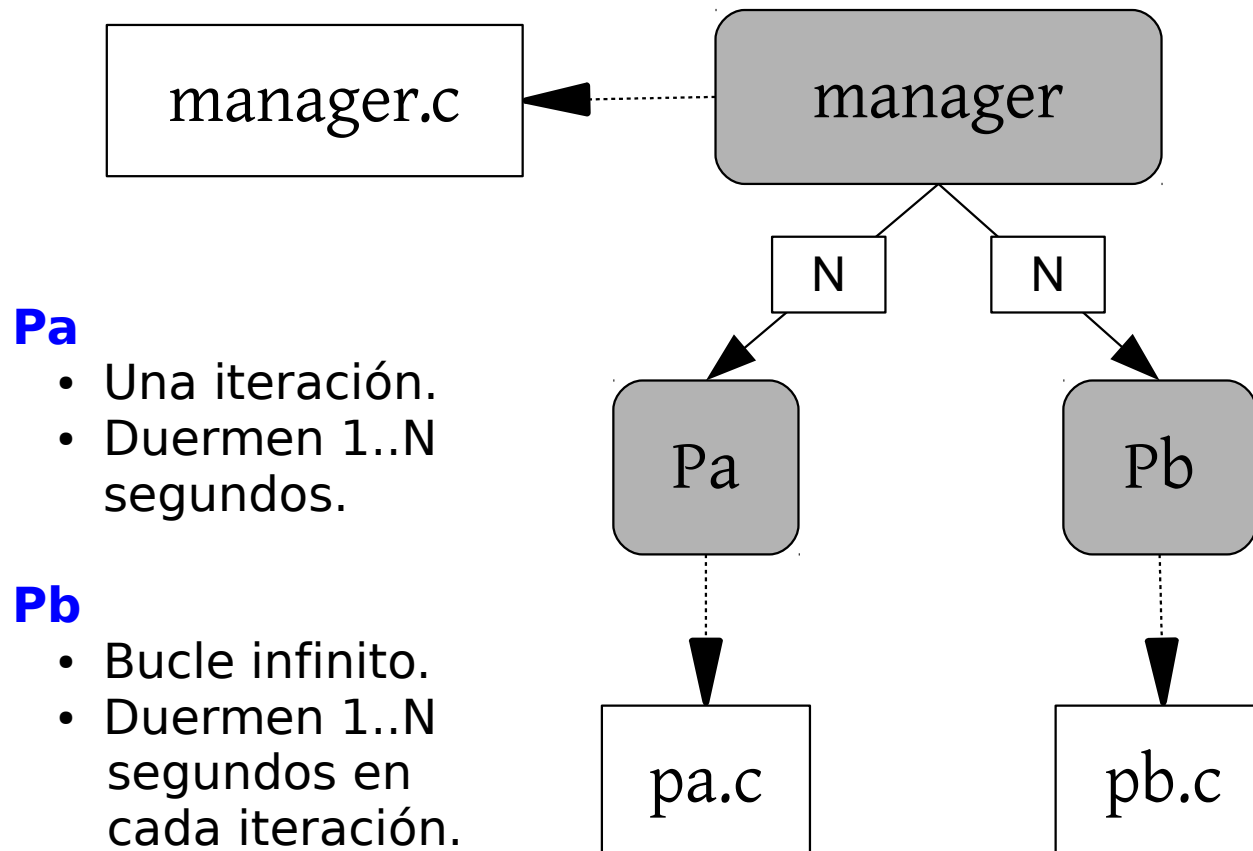 manager.c
manager
N
N
Pa
• Una iteración.
• Duermen 1..N
segundos.
Pa
Pb
Pb
• Bucle infinito.
• Duermen 1..N
segundos en
cada iteración.
pa.c
pb.c